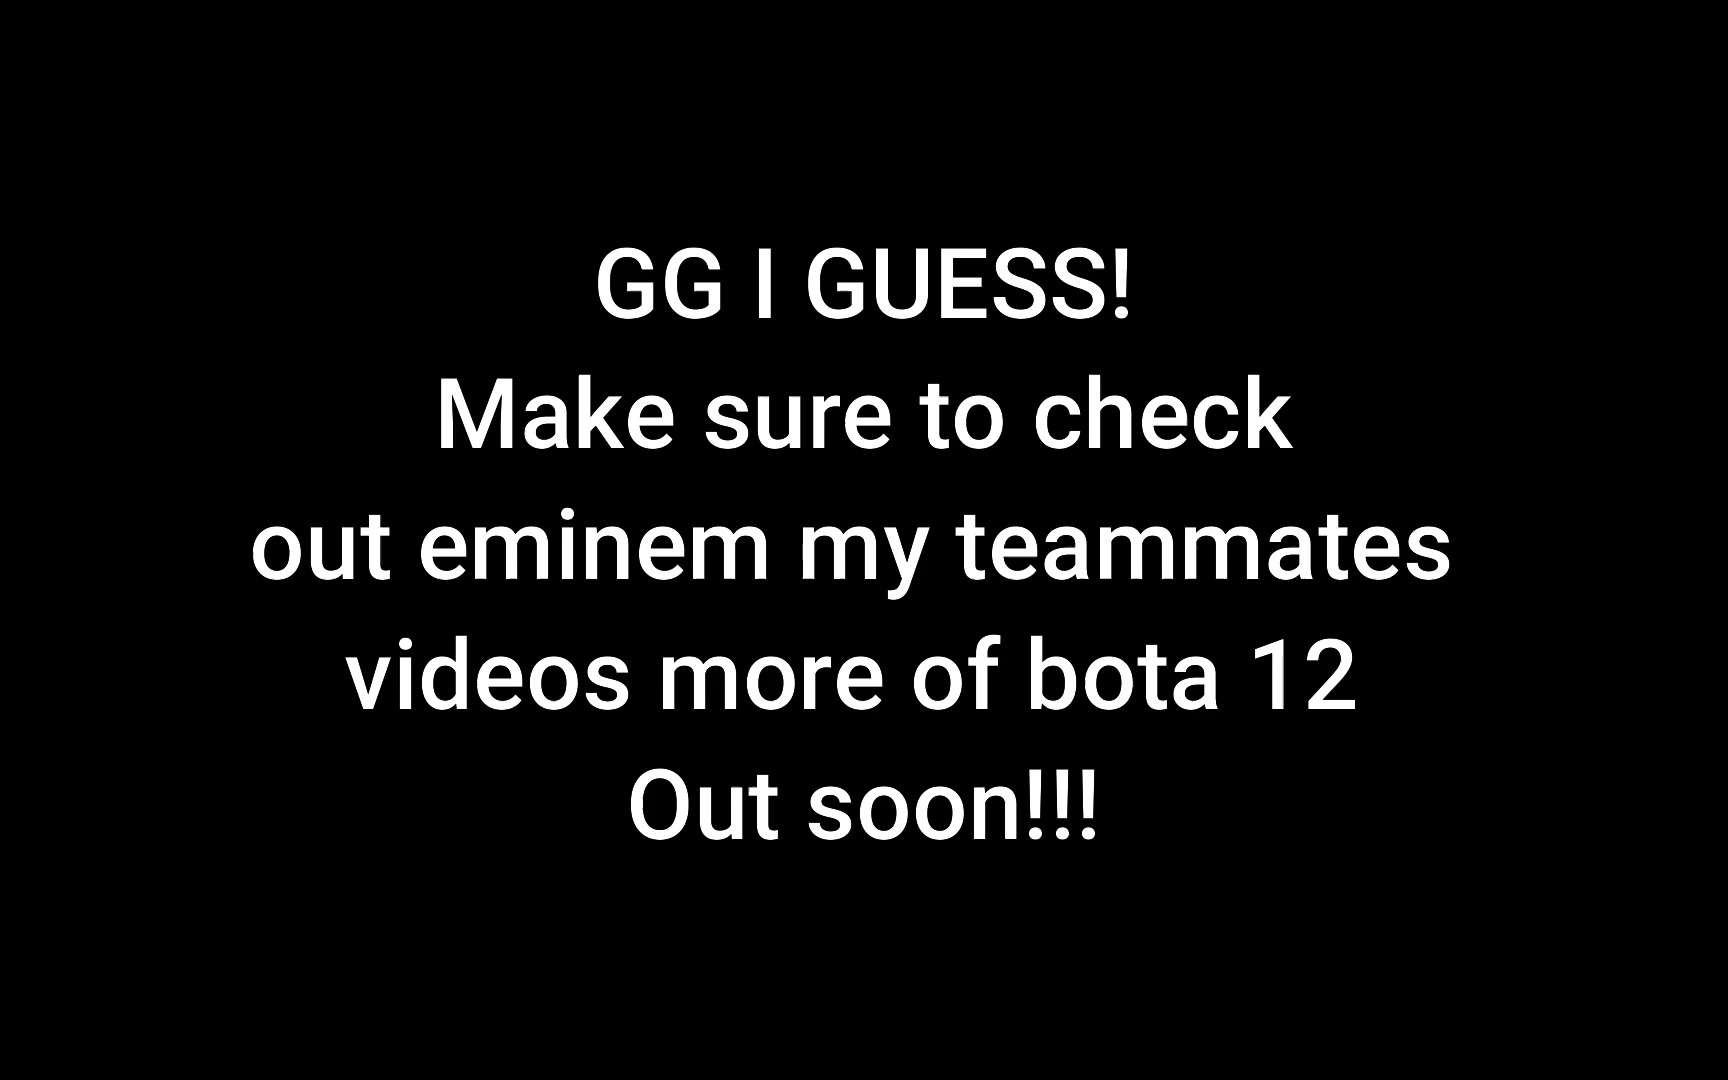 GG I GUESS!
Make sure to check
out eminem my teammates
videos more of bota 12
Out soon!!!